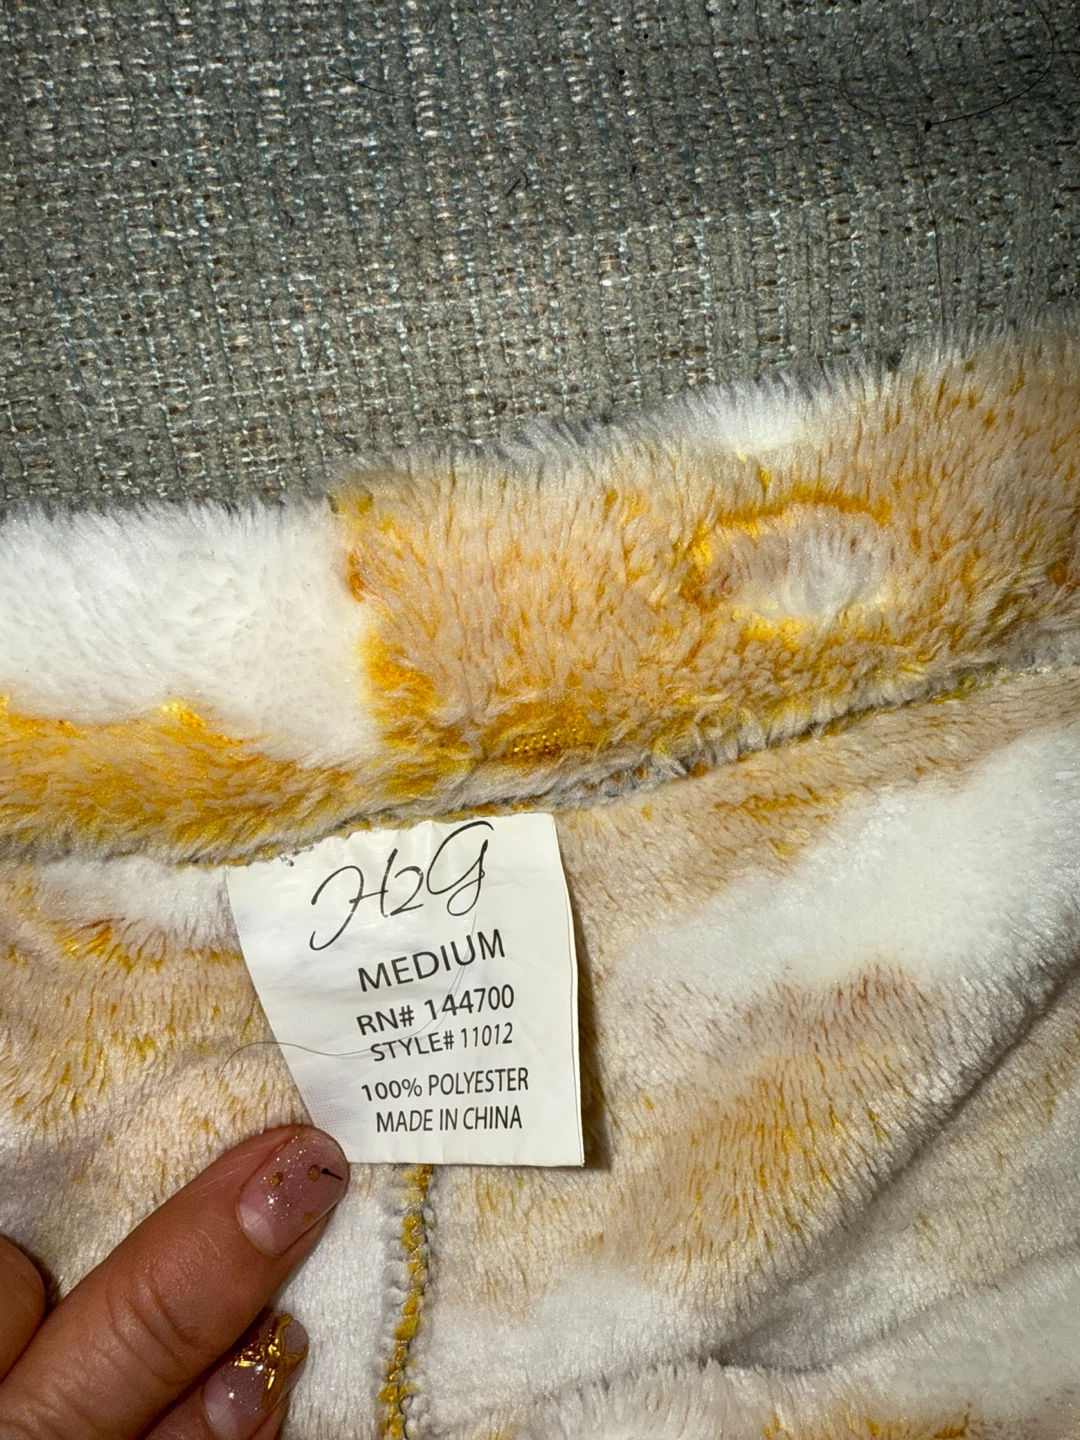 H2G
MEDIUM
RN# 144700
STYLE# 11012
100% POLYESTER
MADE IN CHINA